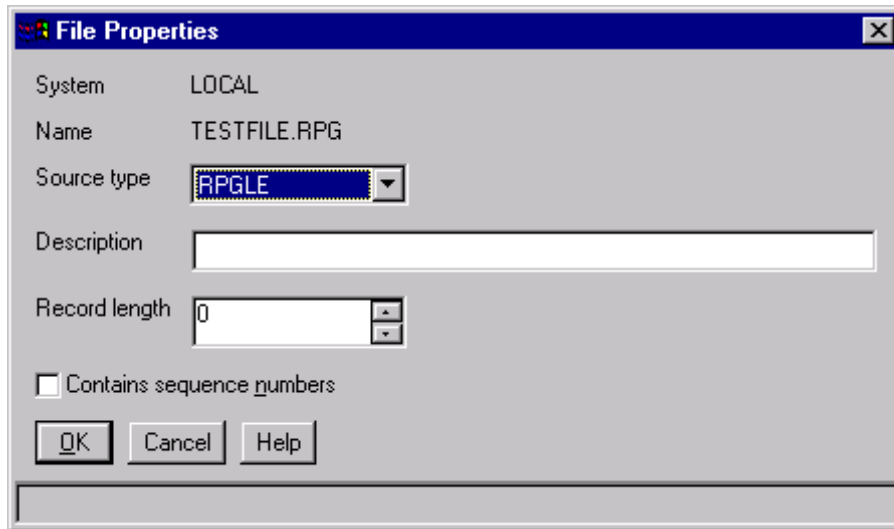 File Properties
System LOCAL
Name TESTFILE.RPG
Source type RPGLE
Description
Record length 0
Contains sequence numbers
OK Cancel Help